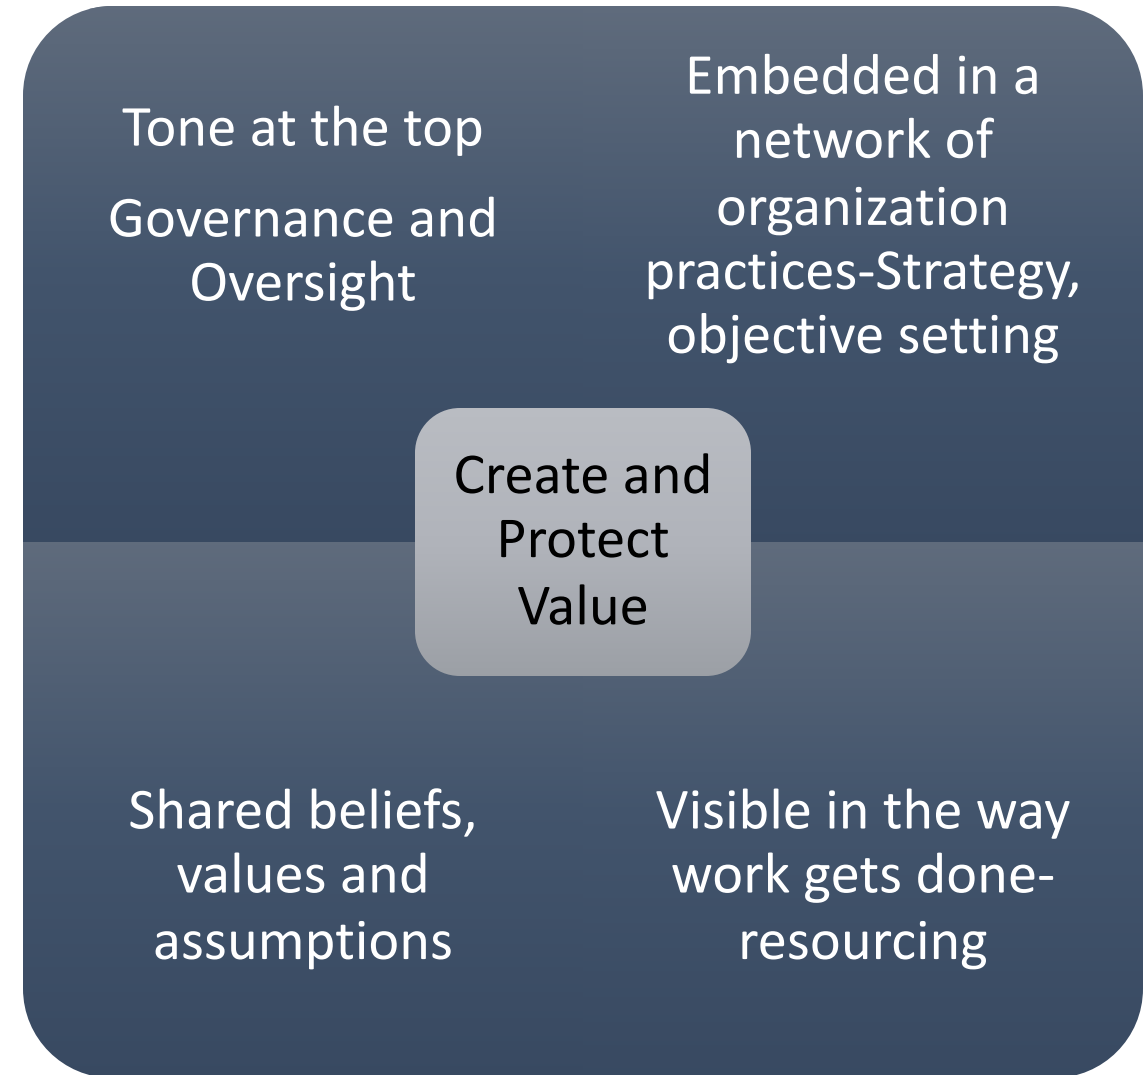 Tone at the top
Governance and
Oversight
Embedded in a
network of
organization
practices-Strategy,
objective setting
Create and
Protect
Value
Shared beliefs,
values and
assumptions
Visible in the way
work gets done-
resourcing